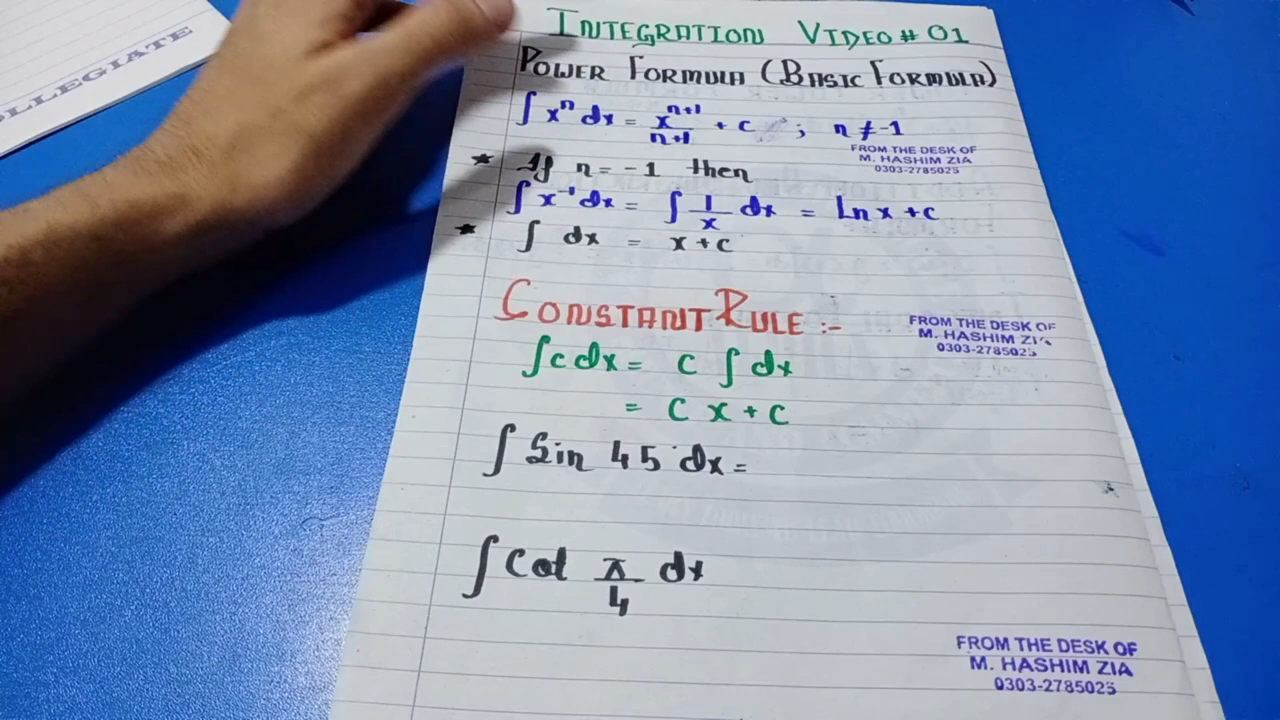 OLLEGIATE
INTEGRATION VIDEO # 01
POWER FORMULA (BASIC FORMULA)
∫ xⁿ dx = xⁿ⁺¹/n+1 + c ; n ≠ -1
FROM THE DESK OF
M. HASHIM ZIA
0303-2785025
★ If n = -1 then
∫ x⁻¹ dx = ∫ 1/x dx = ln x + c
★ ∫ dx = x + c
CONSTANT RULE :-
FROM THE DESK OF
M. HASHIM ZIA
0303-2785025
∫ c dx = c ∫ dx
= c x + c
∫ Sin 45° dx =
∫ Cot π/4 dx
FROM THE DESK OF
M. HASHIM ZIA
0303-2785025